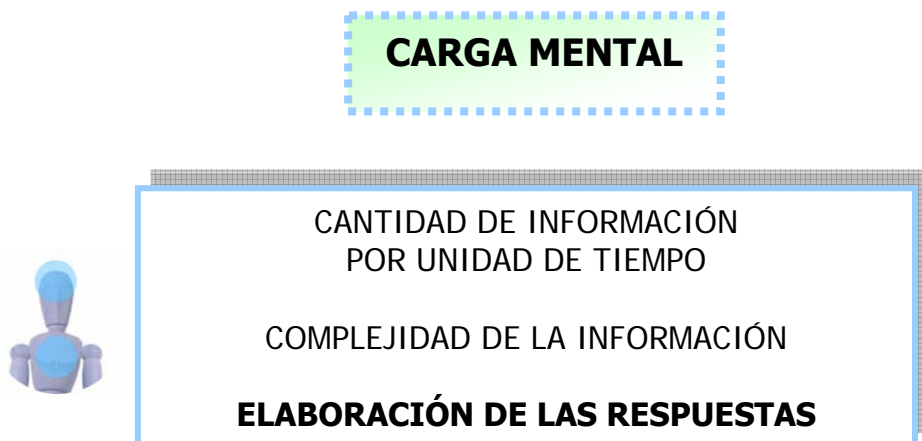 CARGA MENTAL
CANTIDAD DE INFORMACIÓN
POR UNIDAD DE TIEMPO
COMPLEJIDAD DE LA INFORMACIÓN
ELABORACIÓN DE LAS RESPUESTAS